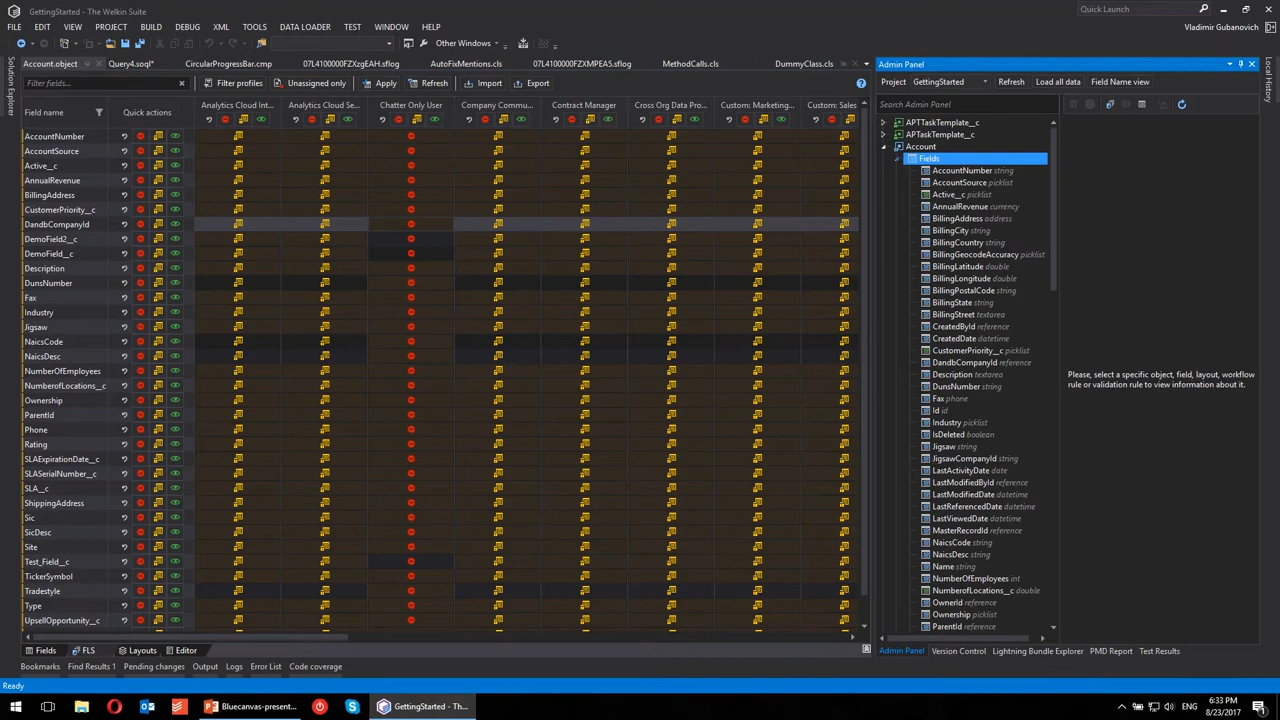 GettingStarted - The Welkin Suite
Quick Launch
FILE EDIT VIEW PROJECT BUILD DEBUG XML TOOLS DATA LOADER TEST WINDOW HELP
Vladimir Gubanovich
Other Windows
Solution Explorer
Account.object Query4.soql* CircularProgressBar.cmp 07L4100000FZXzgEAH.sflog AutoFixMentions.cls 07L4100000FZXMPEA5.sflog MethodCalls.cls DummyClass.cls
Filter fields... Filter profiles Unassigned only Apply Refresh Import Export
Field name Quick actions Analytics Cloud Int... Analytics Cloud Se... Chatter Only User Company Commu... Contract Manager Cross Org Data Pro... Custom: Marketing... Custom: Sales
AccountNumber
AccountSource
Active__c
AnnualRevenue
BillingAddress
CustomerPriority__c
DandbCompanyId
DemoField2__c
DemoField__c
Description
DunsNumber
Fax
Industry
Jigsaw
NaicsCode
NaicsDesc
NumberOfEmployees
NumberofLocations__c
Ownership
ParentId
Phone
Rating
SLAExpirationDate__c
SLASerialNumber__c
SLA__c
ShippingAddress
Sic
SicDesc
Site
Test_Field__c
TickerSymbol
Tradestyle
Type
UpsellOpportunity__c
Fields FLS Layouts Editor
Bookmarks Find Results 1 Pending changes Output Logs Error List Code coverage
Admin Panel
Project GettingStarted Refresh Load all data Field Name view
Search Admin Panel
APTTaskTemplate__c
APTaskTemplate__c
Account
Fields
AccountNumber string
AccountSource picklist
Active__c picklist
AnnualRevenue currency
BillingAddress address
BillingCity string
BillingCountry string
BillingGeocodeAccuracy picklist
BillingLatitude double
BillingLongitude double
BillingPostalCode string
BillingState string
BillingStreet textarea
CreatedById reference
CreatedDate datetime
CustomerPriority__c picklist
DandbCompanyId reference
Description textarea
DunsNumber string
Fax phone
Id id
Industry picklist
IsDeleted boolean
Jigsaw string
JigsawCompanyId string
LastActivityDate date
LastModifiedById reference
LastModifiedDate datetime
LastReferencedDate datetime
LastViewedDate datetime
MasterRecordId reference
NaicsCode string
NaicsDesc string
Name string
NumberOfEmployees int
NumberofLocations__c double
OwnerId reference
Ownership picklist
ParentId reference
Please, select a specific object, field, layout, workflow
rule or validation rule to view information about it.
Admin Panel Version Control Lightning Bundle Explorer PMD Report Test Results
Local History
Ready
Bluecanvas-present... GettingStarted - Th...
6:33 PM
8/23/2017